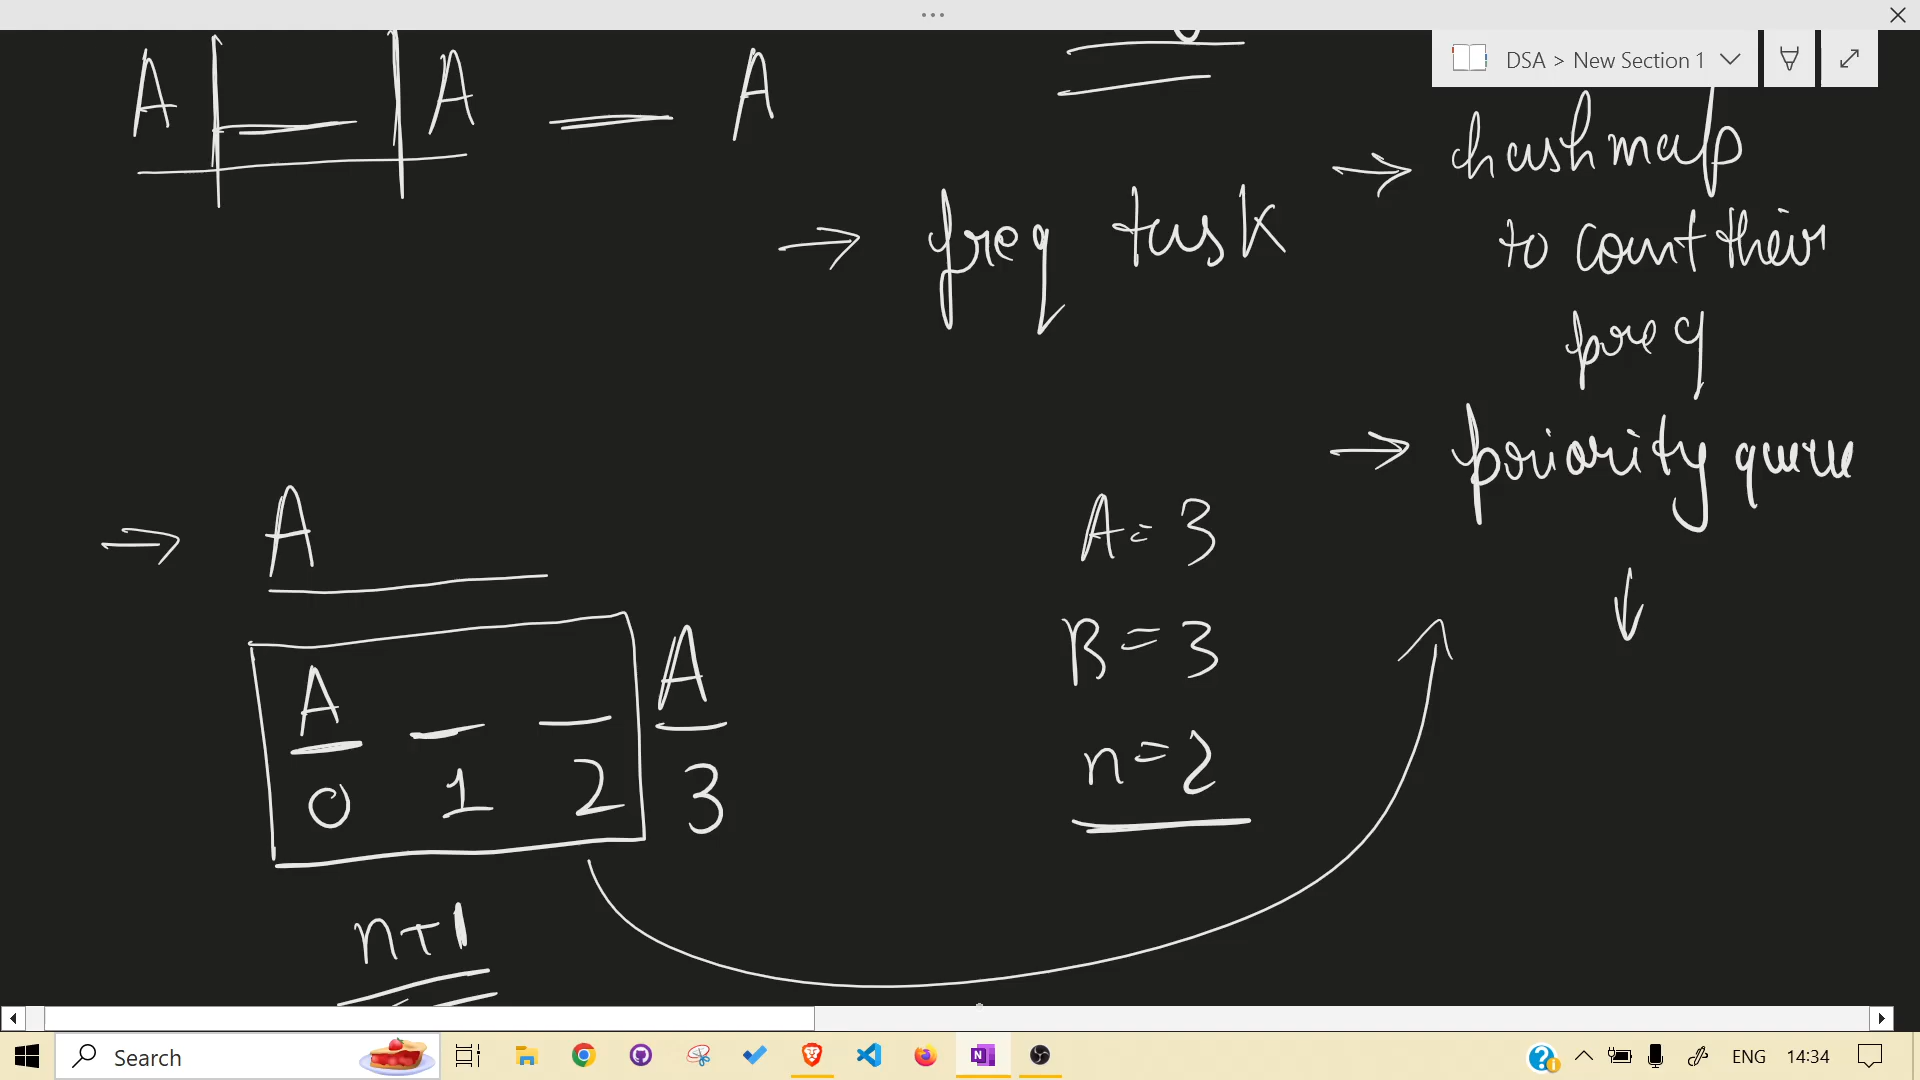 DSA > New Section 1
A A A
→ hashmap
to count their
freq
→ freq task
→ priority queue
→ A
A = 3
B = 3
n = 2
A A
0 1 2 3
n+1
Search
ENG 14:34